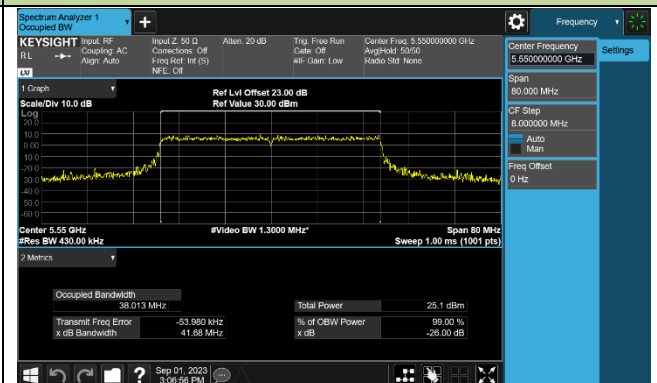 Spectrum Analyzer 1
Occupied BW
+
Frequency
KEYSIGHT
RL
LXI
Input: RF
Coupling: AC
Align: Auto
Input Z: 50 Ω
Corrections: Off
Freq Ref: Int (S)
NFE: Off
Atten: 20 dB
Trig: Free Run
Gate: Off
#IF Gain: Low
Center Freq: 5.550000000 GHz
Avg|Hold: 50/50
Radio Std: None
Center Frequency
5.550000000 GHz
Settings
Span
80.000 MHz
CF Step
8.000000 MHz
Auto
Man
Freq Offset
0 Hz
1 Graph
Scale/Div 10.0 dB
Ref Lvl Offset 23.00 dB
Ref Value 30.00 dBm
Log
20.0
10.0
0.00
-10.0
-20.0
-30.0
-40.0
-50.0
-60.0
Center 5.55 GHz
#Video BW 1.3000 MHz*
Span 80 MHz
#Res BW 430.00 kHz
Sweep 1.00 ms (1001 pts)
2 Metrics
Occupied Bandwidth
38.013 MHz
Total Power
25.1 dBm
Transmit Freq Error
-53.980 kHz
% of OBW Power
99.00 %
x dB Bandwidth
41.68 MHz
x dB
-26.00 dB
?
Sep 01, 2023
3:06:56 PM